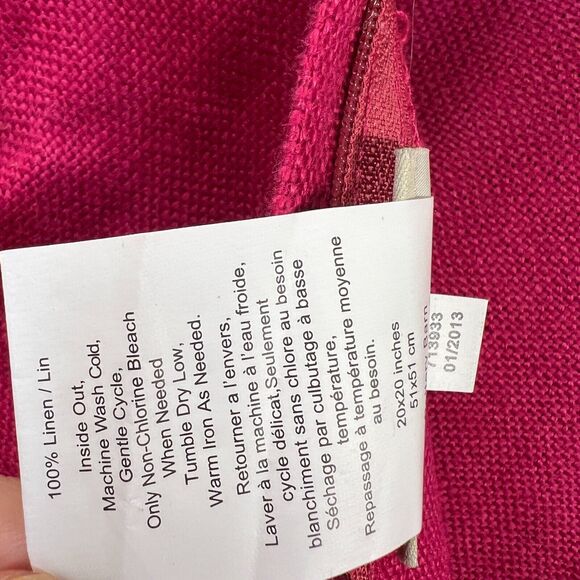 100% Linen / Lin
Inside Out,
Machine Wash Cold,
Gentle Cycle,
Only Non-Chlorine Bleach
When Needed
Tumble Dry Low,
Warm Iron As Needed.
Retourner a l'envers,
Laver à la machine à l'eau froide,
cycle délicat,Seulement
blanchiment sans chlore au besoin
Séchage par culbutage à basse
température,
Repassage à température moyenne
au besoin.
20x20 inches
51x51 cm
Barn
713933
01/2013